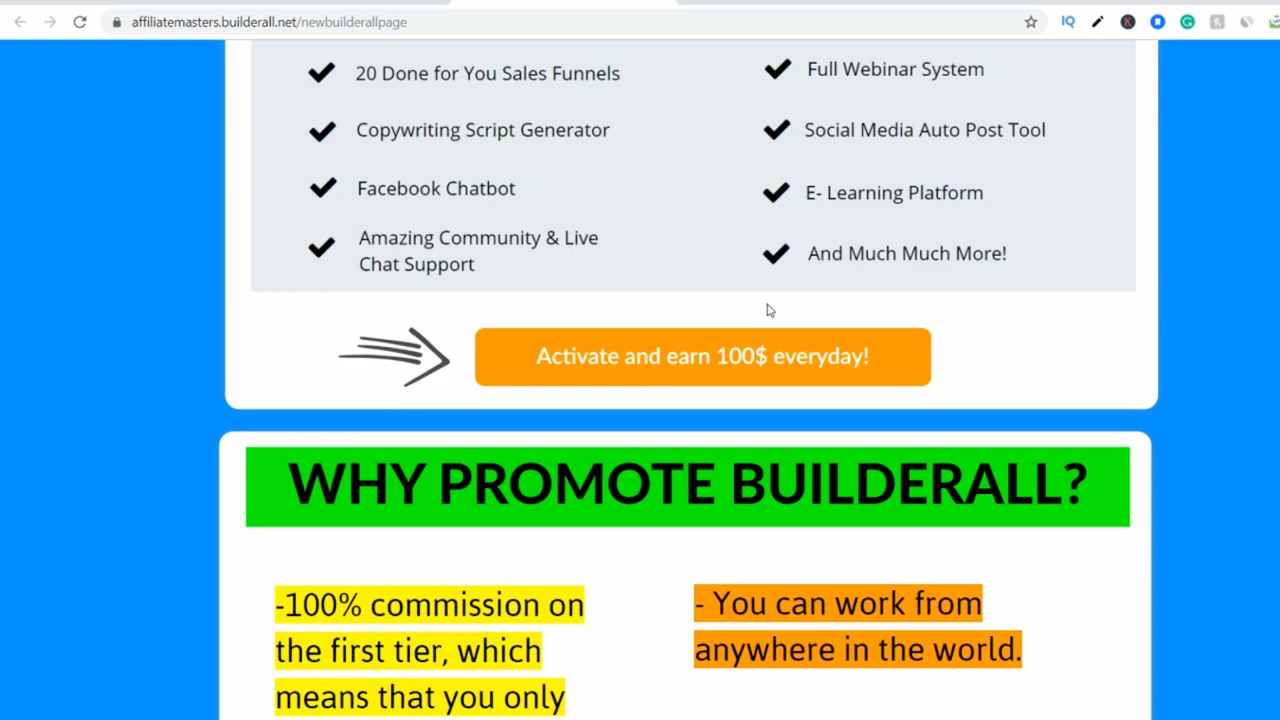 affiliatemasters.builderall.net/newbuilderallpage
20 Done for You Sales Funnels
Full Webinar System
Copywriting Script Generator
Social Media Auto Post Tool
Facebook Chatbot
E- Learning Platform
Amazing Community & Live
Chat Support
And Much Much More!
Activate and earn 100$ everyday!
WHY PROMOTE BUILDERALL?
-100% commission on
the first tier, which
means that you only
- You can work from
anywhere in the world.